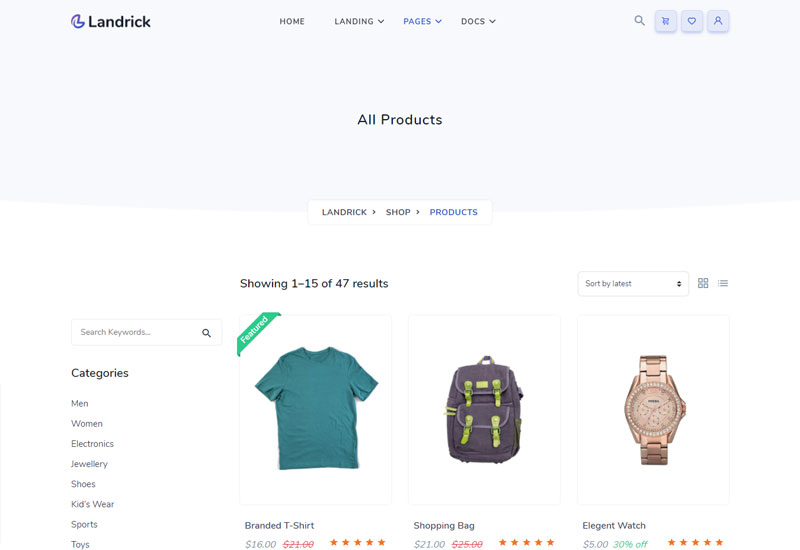 Landrick
HOME LANDING PAGES DOCS
All Products
LANDRICK > SHOP > PRODUCTS
Showing 1–15 of 47 results
Sort by latest
Search Keywords...
Categories
Men
Women
Electronics
Jewellery
Shoes
Kid's Wear
Sports
Toys
Featured
Branded T-Shirt
$16.00 $21.00
Shopping Bag
$21.00 $25.00
FOSSIL
Elegent Watch
$5.00 30% off